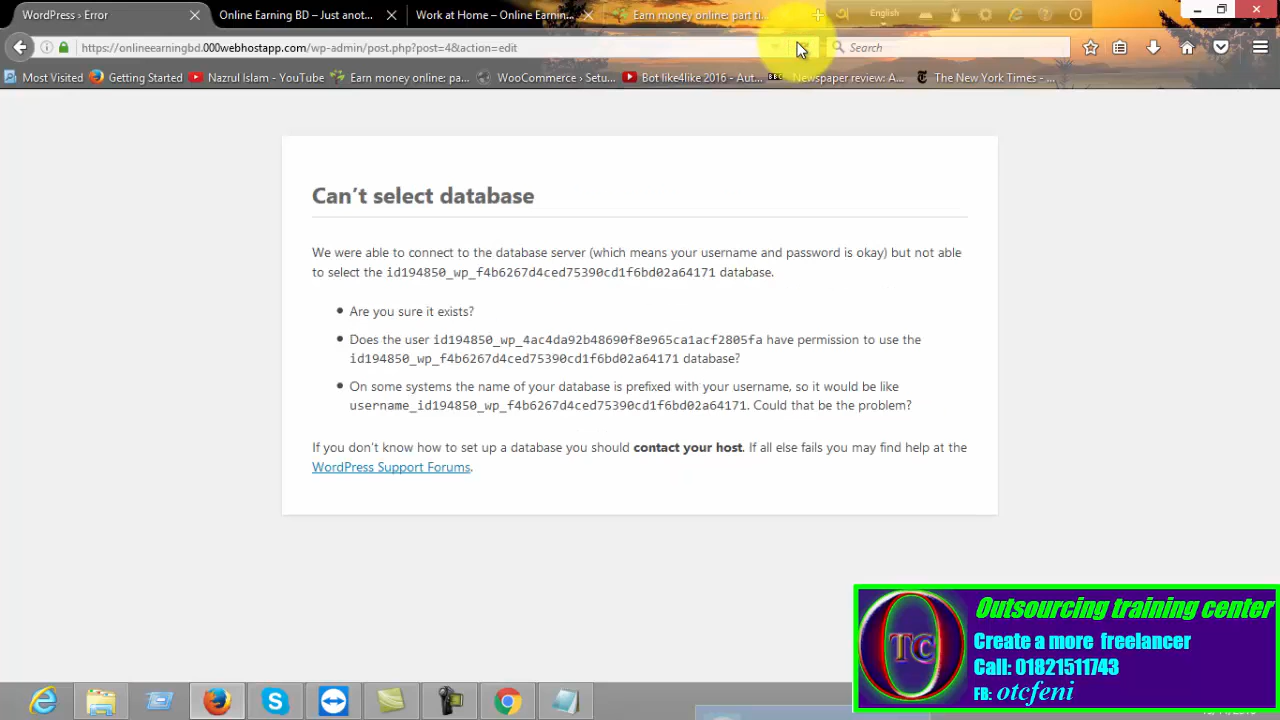 WordPress › Error
Online Earning BD – Just anot...
Work at Home – Online Earnin...
Earn money online: part ti...
English
https://onlineearningbd.000webhostapp.com/wp-admin/post.php?post=4&action=edit
Search
Most Visited
Getting Started
Nazrul Islam - YouTube
Earn money online: pa...
WooCommerce › Setu...
Bot like4like 2016 - Aut...
BBC
Newspaper review: A...
The New York Times - ...
Can't select database
We were able to connect to the database server (which means your username and password is okay) but not able
to select the id194850_wp_f4b6267d4ced75390cd1f6bd02a64171 database.
• Are you sure it exists?
• Does the user id194850_wp_4ac4da92b48690f8e965ca1acf2805fa have permission to use the
id194850_wp_f4b6267d4ced75390cd1f6bd02a64171 database?
• On some systems the name of your database is prefixed with your username, so it would be like
username_id194850_wp_f4b6267d4ced75390cd1f6bd02a64171. Could that be the problem?
If you don't know how to set up a database you should contact your host. If all else fails you may find help at the
WordPress Support Forums.
OTC
Outsourcing training center
Create a more freelancer
Call: 01821511743
FB: otcfeni